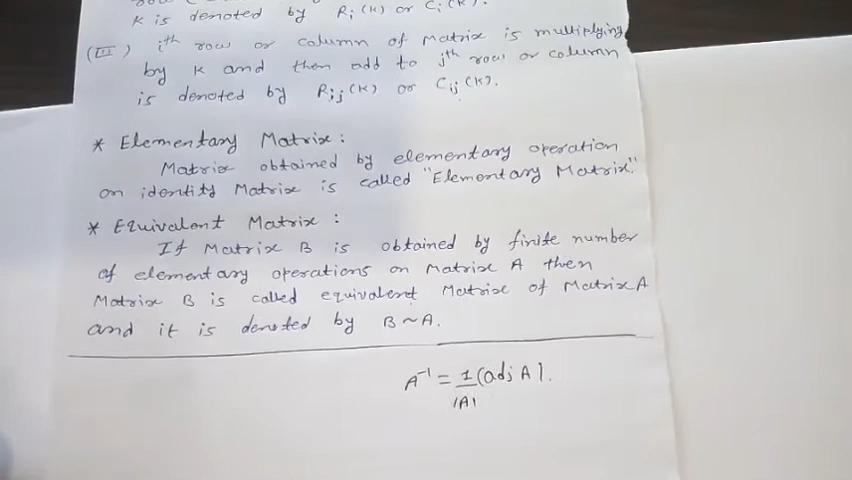 K is denoted by Ri(K) or Ci(K).
(III) ith row or column of Matrix is multiplying
by K and then add to jth row or column
is denoted by Rij(K) or Cij(K).
* Elementary Matrix :
Matrix obtained by elementary operation
on identity Matrix is called "Elementary Matrix."
* Equivalent Matrix :
If Matrix B is obtained by finite number
of elementary operations on Matrix A then
Matrix B is called equivalent Matrix of Matrix A
and it is denoted by B~A.
A⁻¹ = 1/|A| (adj A).